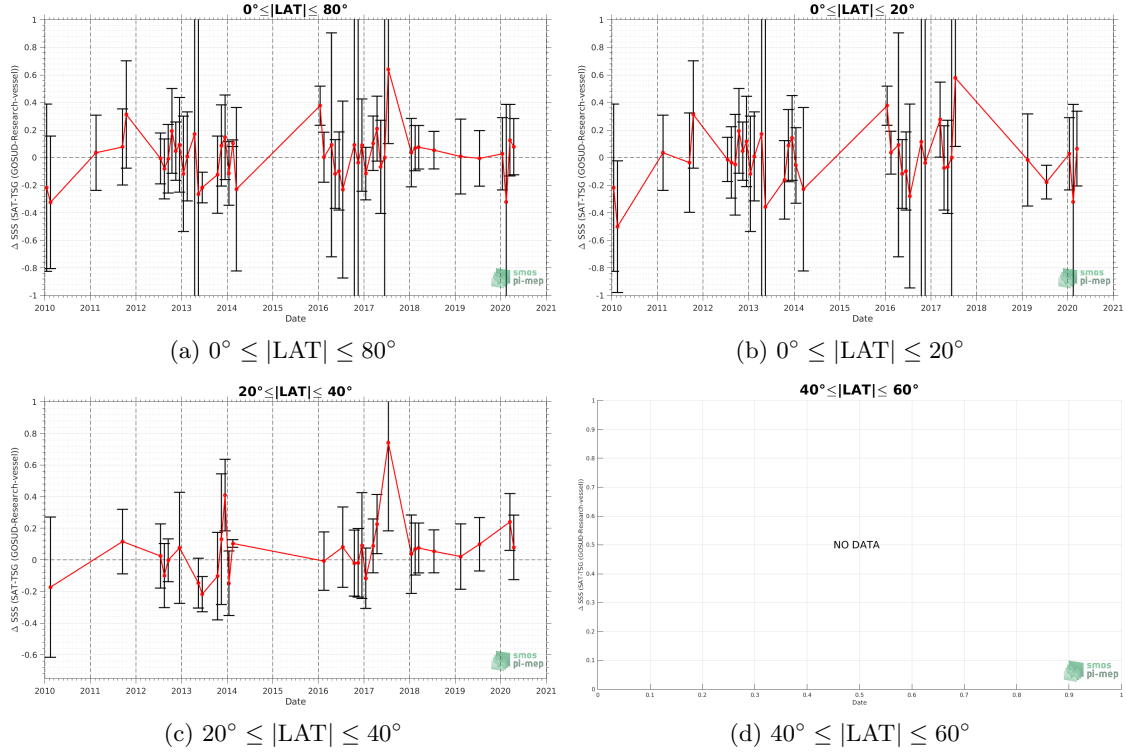 0°≤|LAT|≤ 80°
Δ SSS (SAT-TSG (GOSUD-Research-vessel))
1
0.8
0.6
0.4
0.2
0
-0.2
-0.4
-0.6
-0.8
-1
2010 2011 2012 2013 2014 2015 2016 2017 2018 2019 2020 2021
Date
smos
pi-mep
(a) 0° ≤ |LAT| ≤ 80°
0°≤|LAT|≤ 20°
Δ SSS (SAT-TSG (GOSUD-Research-vessel))
1
0.8
0.6
0.4
0.2
0
-0.2
-0.4
-0.6
-0.8
-1
2010 2011 2012 2013 2014 2015 2016 2017 2018 2019 2020 2021
Date
smos
pi-mep
(b) 0° ≤ |LAT| ≤ 20°
20°≤|LAT|≤ 40°
Δ SSS (SAT-TSG (GOSUD-Research-vessel))
1
0.8
0.6
0.4
0.2
0
-0.2
-0.4
-0.6
2010 2011 2012 2013 2014 2015 2016 2017 2018 2019 2020 2021
Date
smos
pi-mep
(c) 20° ≤ |LAT| ≤ 40°
40°≤|LAT|≤ 60°
Δ SSS (SAT-TSG (GOSUD-Research-vessel))
1
0.9
0.8
0.7
0.6
0.5
0.4
0.3
0.2
0.1
0
NO DATA
0 0.1 0.2 0.3 0.4 0.5 0.6 0.7 0.8 0.9 1
Date
smos
pi-mep
(d) 40° ≤ |LAT| ≤ 60°